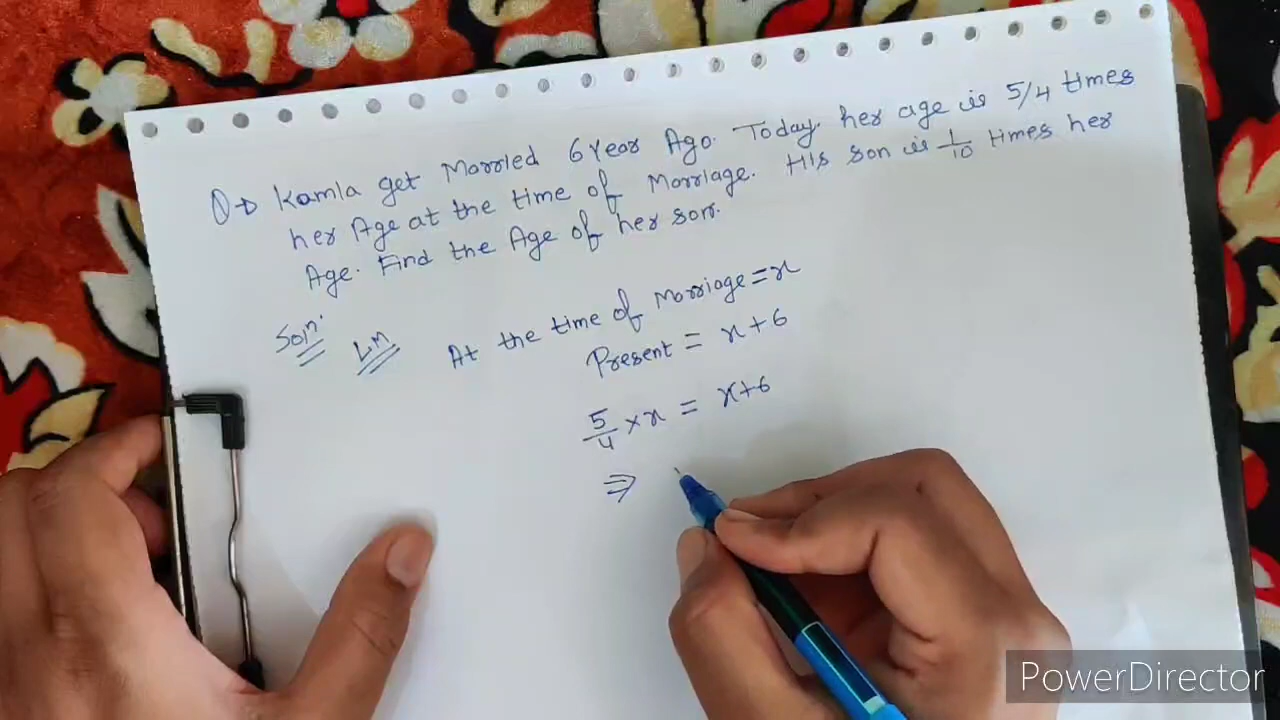 Q→ Kamla get Married 6 Year Ago. Today her age is 5/4 times
her Age at the time of Marriage. His son is 1/10 times her
Age. Find the Age of her son.
Soln. LM At the time of Marriage = x
Present = x+6
5/4 × x = x+6
⇒
PowerDirector